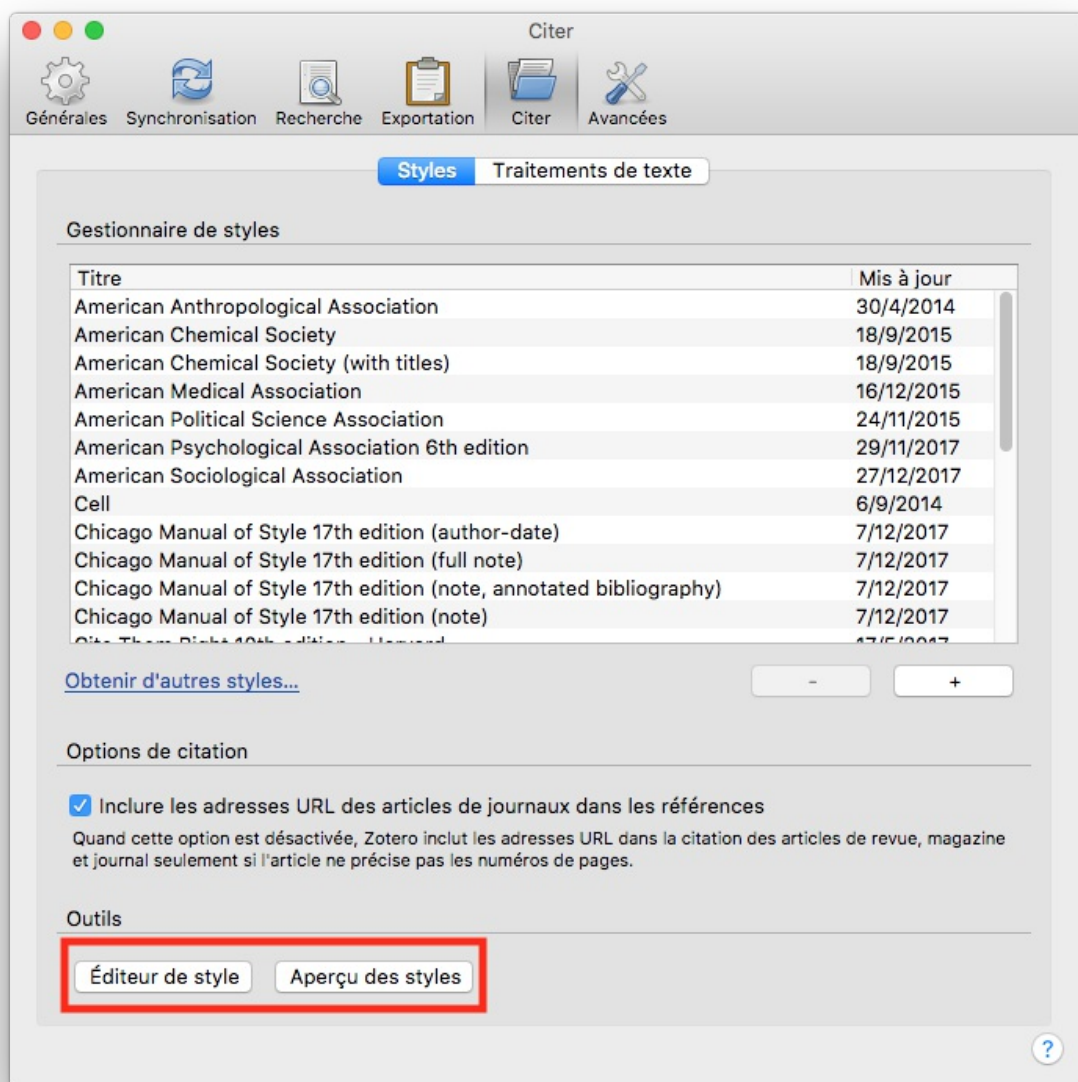 Citer
Générales Synchronisation Recherche Exportation Citer Avancées
Styles Traitements de texte
Gestionnaire de styles
Titre Mis à jour
American Anthropological Association 30/4/2014
American Chemical Society 18/9/2015
American Chemical Society (with titles) 18/9/2015
American Medical Association 16/12/2015
American Political Science Association 24/11/2015
American Psychological Association 6th edition 29/11/2017
American Sociological Association 27/12/2017
Cell 6/9/2014
Chicago Manual of Style 17th edition (author-date) 7/12/2017
Chicago Manual of Style 17th edition (full note) 7/12/2017
Chicago Manual of Style 17th edition (note, annotated bibliography) 7/12/2017
Chicago Manual of Style 17th edition (note) 7/12/2017
Obtenir d'autres styles...
- +
Options de citation
Inclure les adresses URL des articles de journaux dans les références
Quand cette option est désactivée, Zotero inclut les adresses URL dans la citation des articles de revue, magazine
et journal seulement si l'article ne précise pas les numéros de pages.
Outils
Éditeur de style Aperçu des styles
?